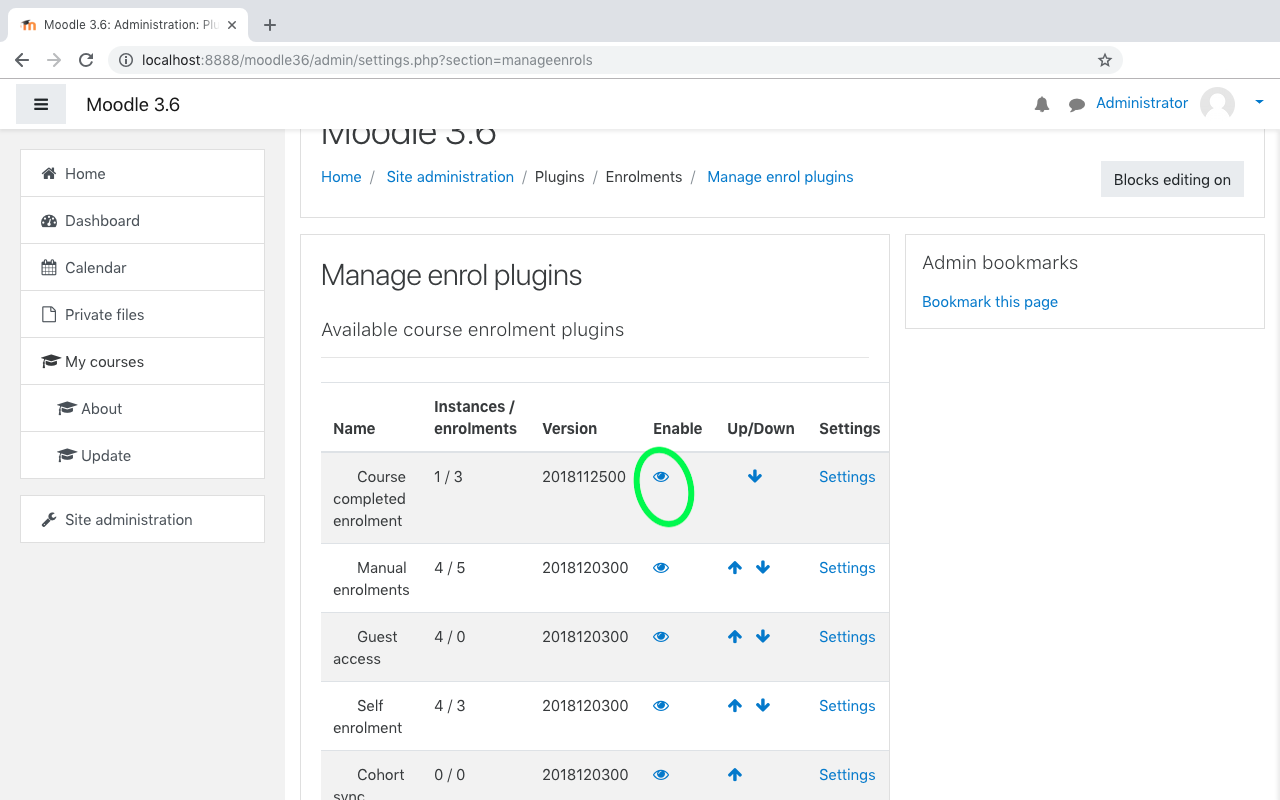 Moodle 3.6: Administration: Plu
localhost:8888/moodle36/admin/settings.php?section=manageenrols
Moodle 3.6
Administrator
Home
Dashboard
Calendar
Private files
My courses
About
Update
Site administration
Moodle 3.6
Home / Site administration / Plugins / Enrolments / Manage enrol plugins
Blocks editing on
Manage enrol plugins
Available course enrolment plugins
Name Instances / enrolments Version Enable Up/Down Settings
Course completed enrolment 1 / 3 2018112500 Settings
Manual enrolments 4 / 5 2018120300 Settings
Guest access 4 / 0 2018120300 Settings
Self enrolment 4 / 3 2018120300 Settings
Cohort sync 0 / 0 2018120300 Settings
Admin bookmarks
Bookmark this page